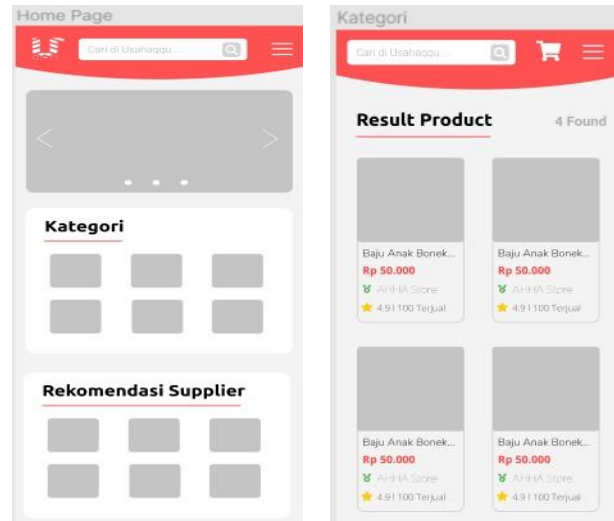 Home Page
Cari di Usahaqqu...
Kategori
Rekomendasi Supplier
Kategori
Cari di Usahaqqu...
Result Product
4 Found
Baju Anak Bonek...
Rp 50.000
AHHA Store
4.9 | 100 Terjual
Baju Anak Bonek...
Rp 50.000
AHHA Store
4.9 | 100 Terjual
Baju Anak Bonek...
Rp 50.000
AHHA Store
4.9 | 100 Terjual
Baju Anak Bonek...
Rp 50.000
AHHA Store
4.9 | 100 Terjual